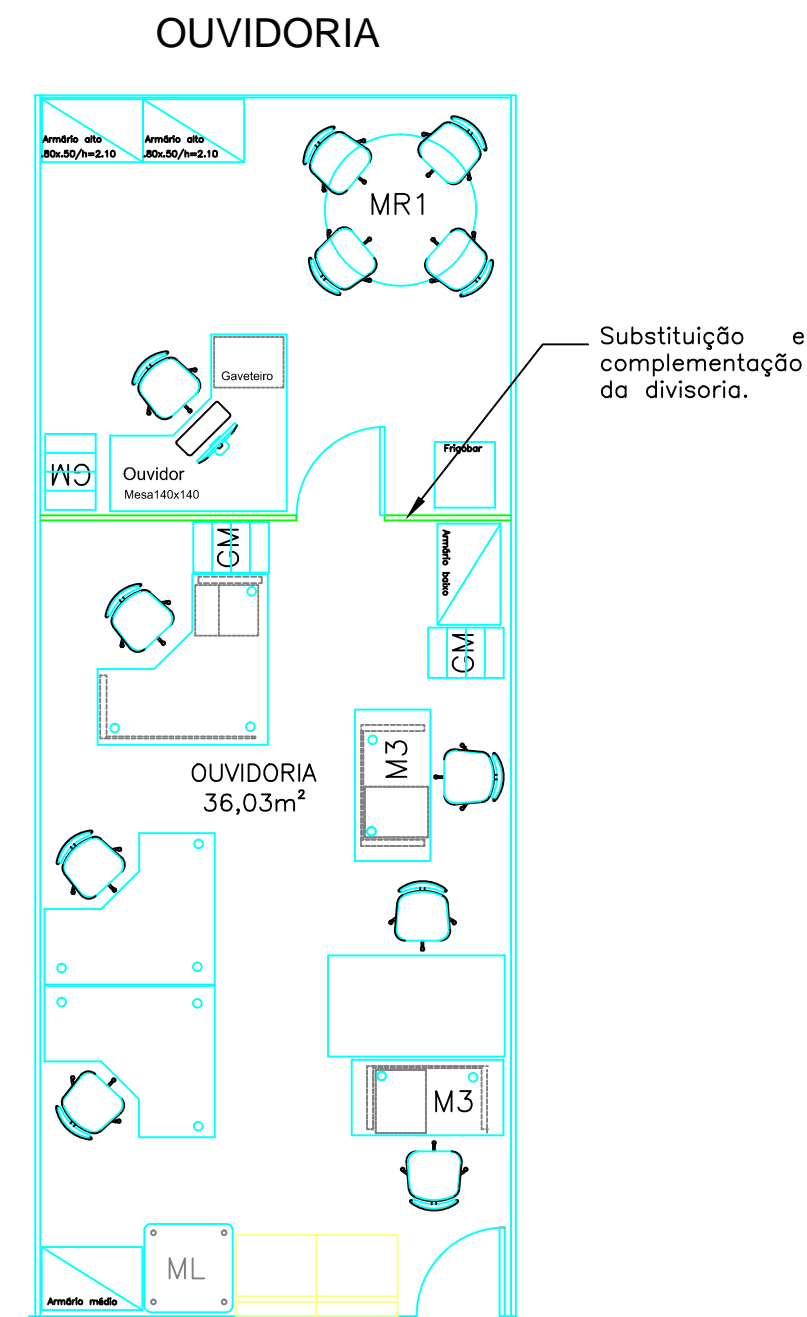 OUVIDORIA
Armário alto
.80x.50/h=2.10
Armário alto
.80x.50/h=2.10
MR1
Substituição e
complementação
da divisoria.
Gaveteiro
Ouvidor
Mesa140x140
GM
Frigobar
GM
Armário baixo
GM
M3
OUVIDORIA
36,03m²
M3
ML
Armário médio